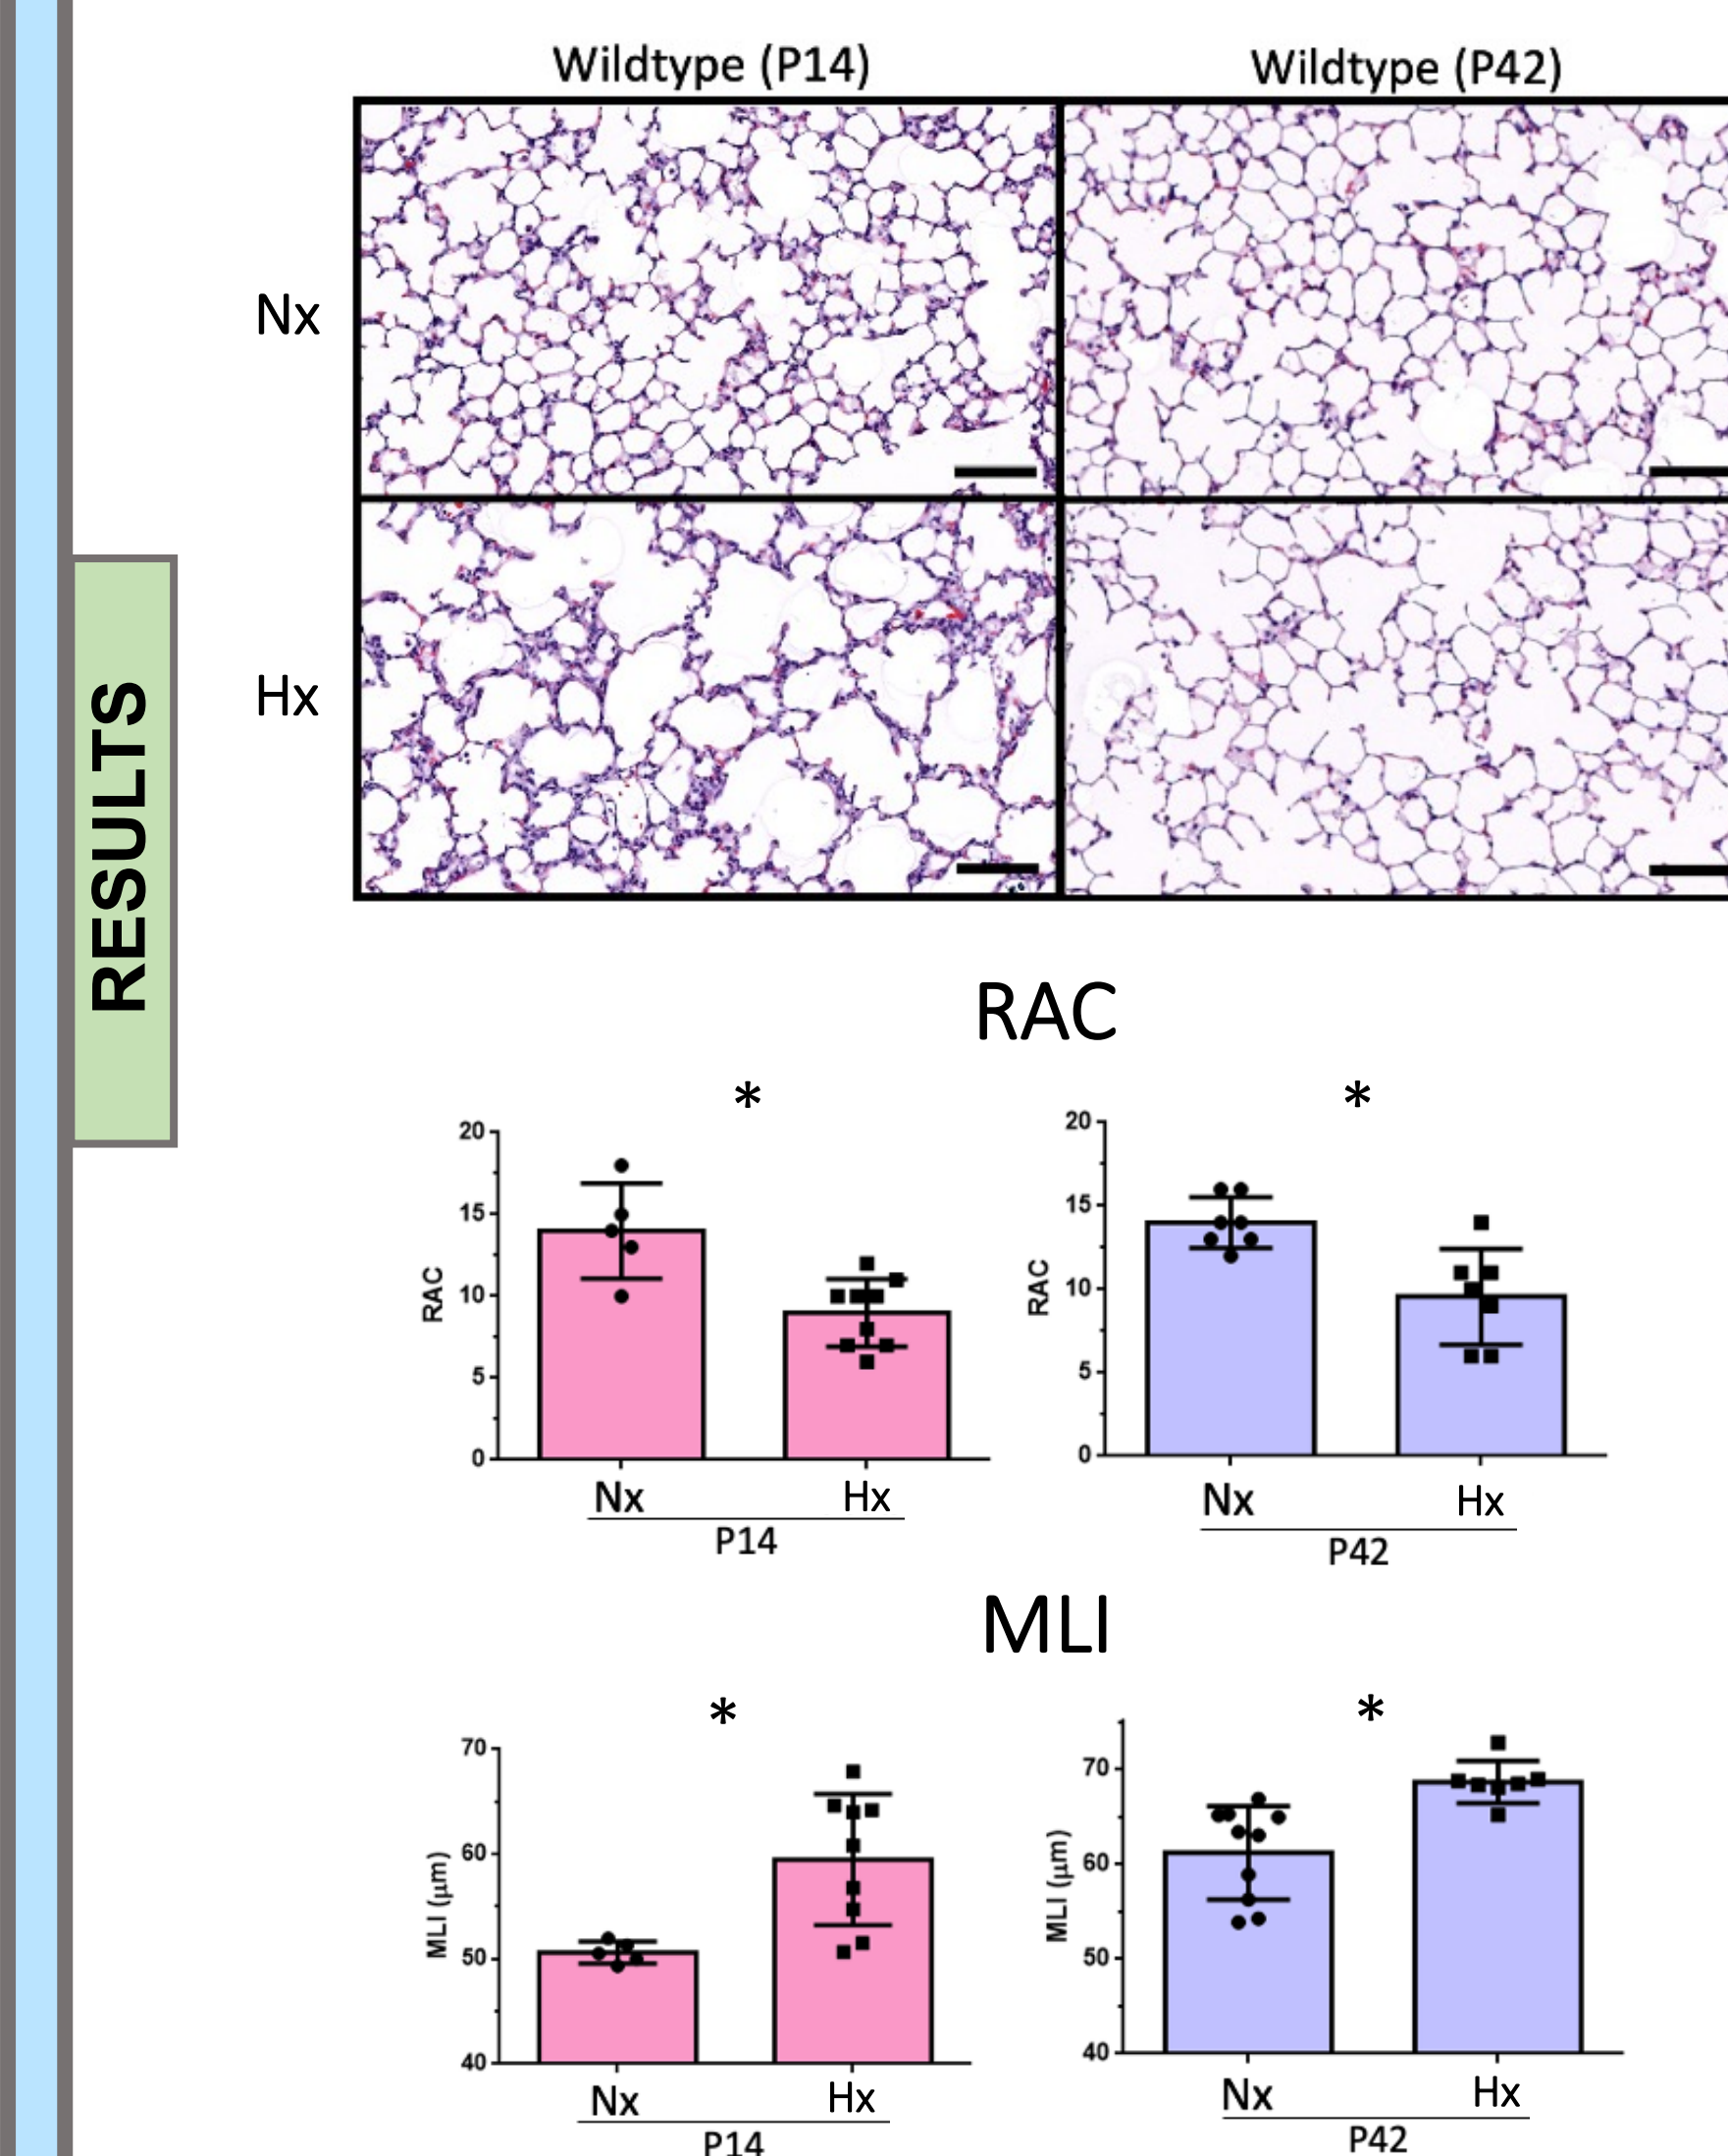 Wildtype (P14)
Wildtype (P42)
Nx
Hx
RESULTS
RAC
*
*
20
15
10
5
0
RAC
Nx
Hx
P14
20
15
10
5
0
RAC
Nx
Hx
P42
MLI
*
*
70
60
50
40
MLI (μm)
Nx
Hx
P14
70
60
50
40
MLI (μm)
Nx
Hx
P42